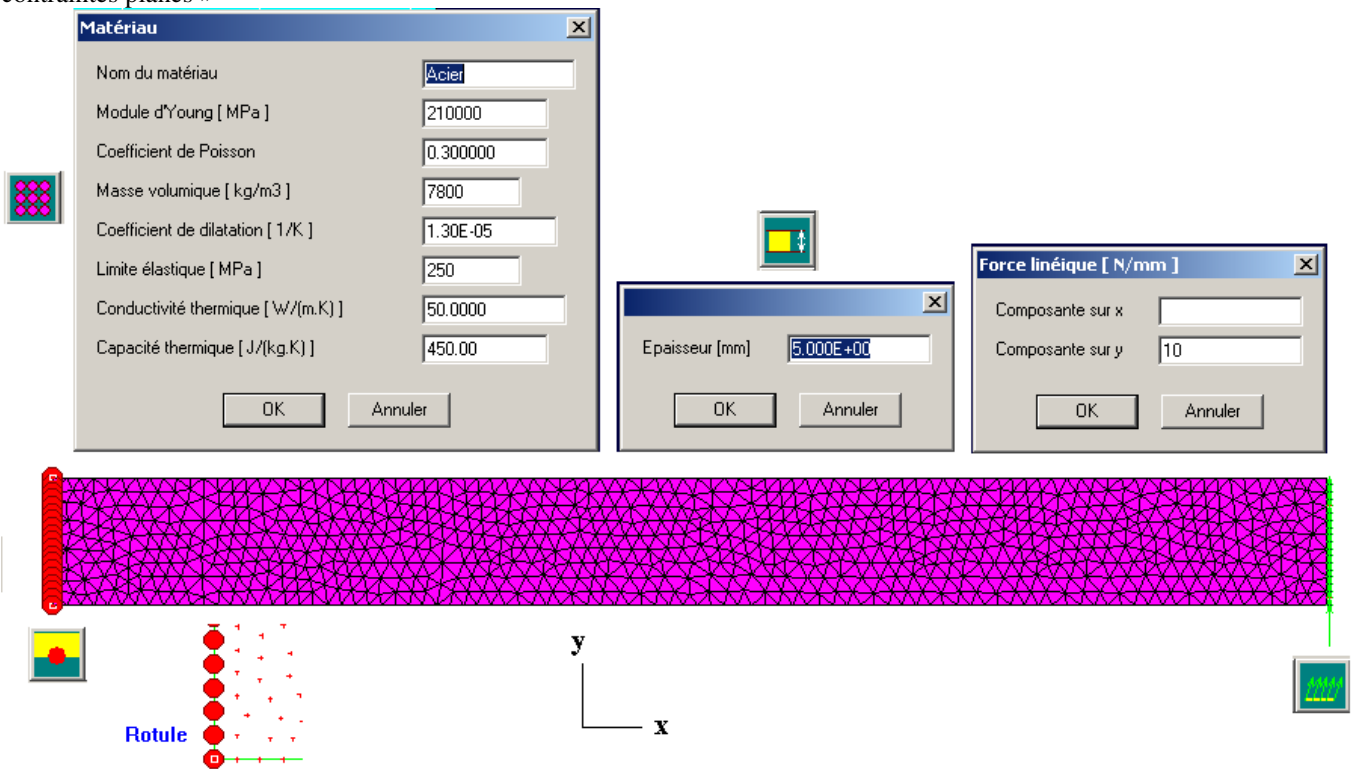 contraintes planes »
Matériau
Nom du matériau Acier
Module d'Young [ MPa ] 210000
Coefficient de Poisson 0.300000
Masse volumique [ kg/m3 ] 7800
Coefficient de dilatation [ 1/K ] 1.30E-05
Limite élastique [ MPa ] 250
Conductivité thermique [ W/(m.K) ] 50.0000
Capacité thermique [ J/(kg.K) ] 450.00
OK Annuler
Epaisseur [mm] 5.000E+00
OK Annuler
Force linéique [ N/mm ]
Composante sur x
Composante sur y 10
OK Annuler
Rotule
y
x